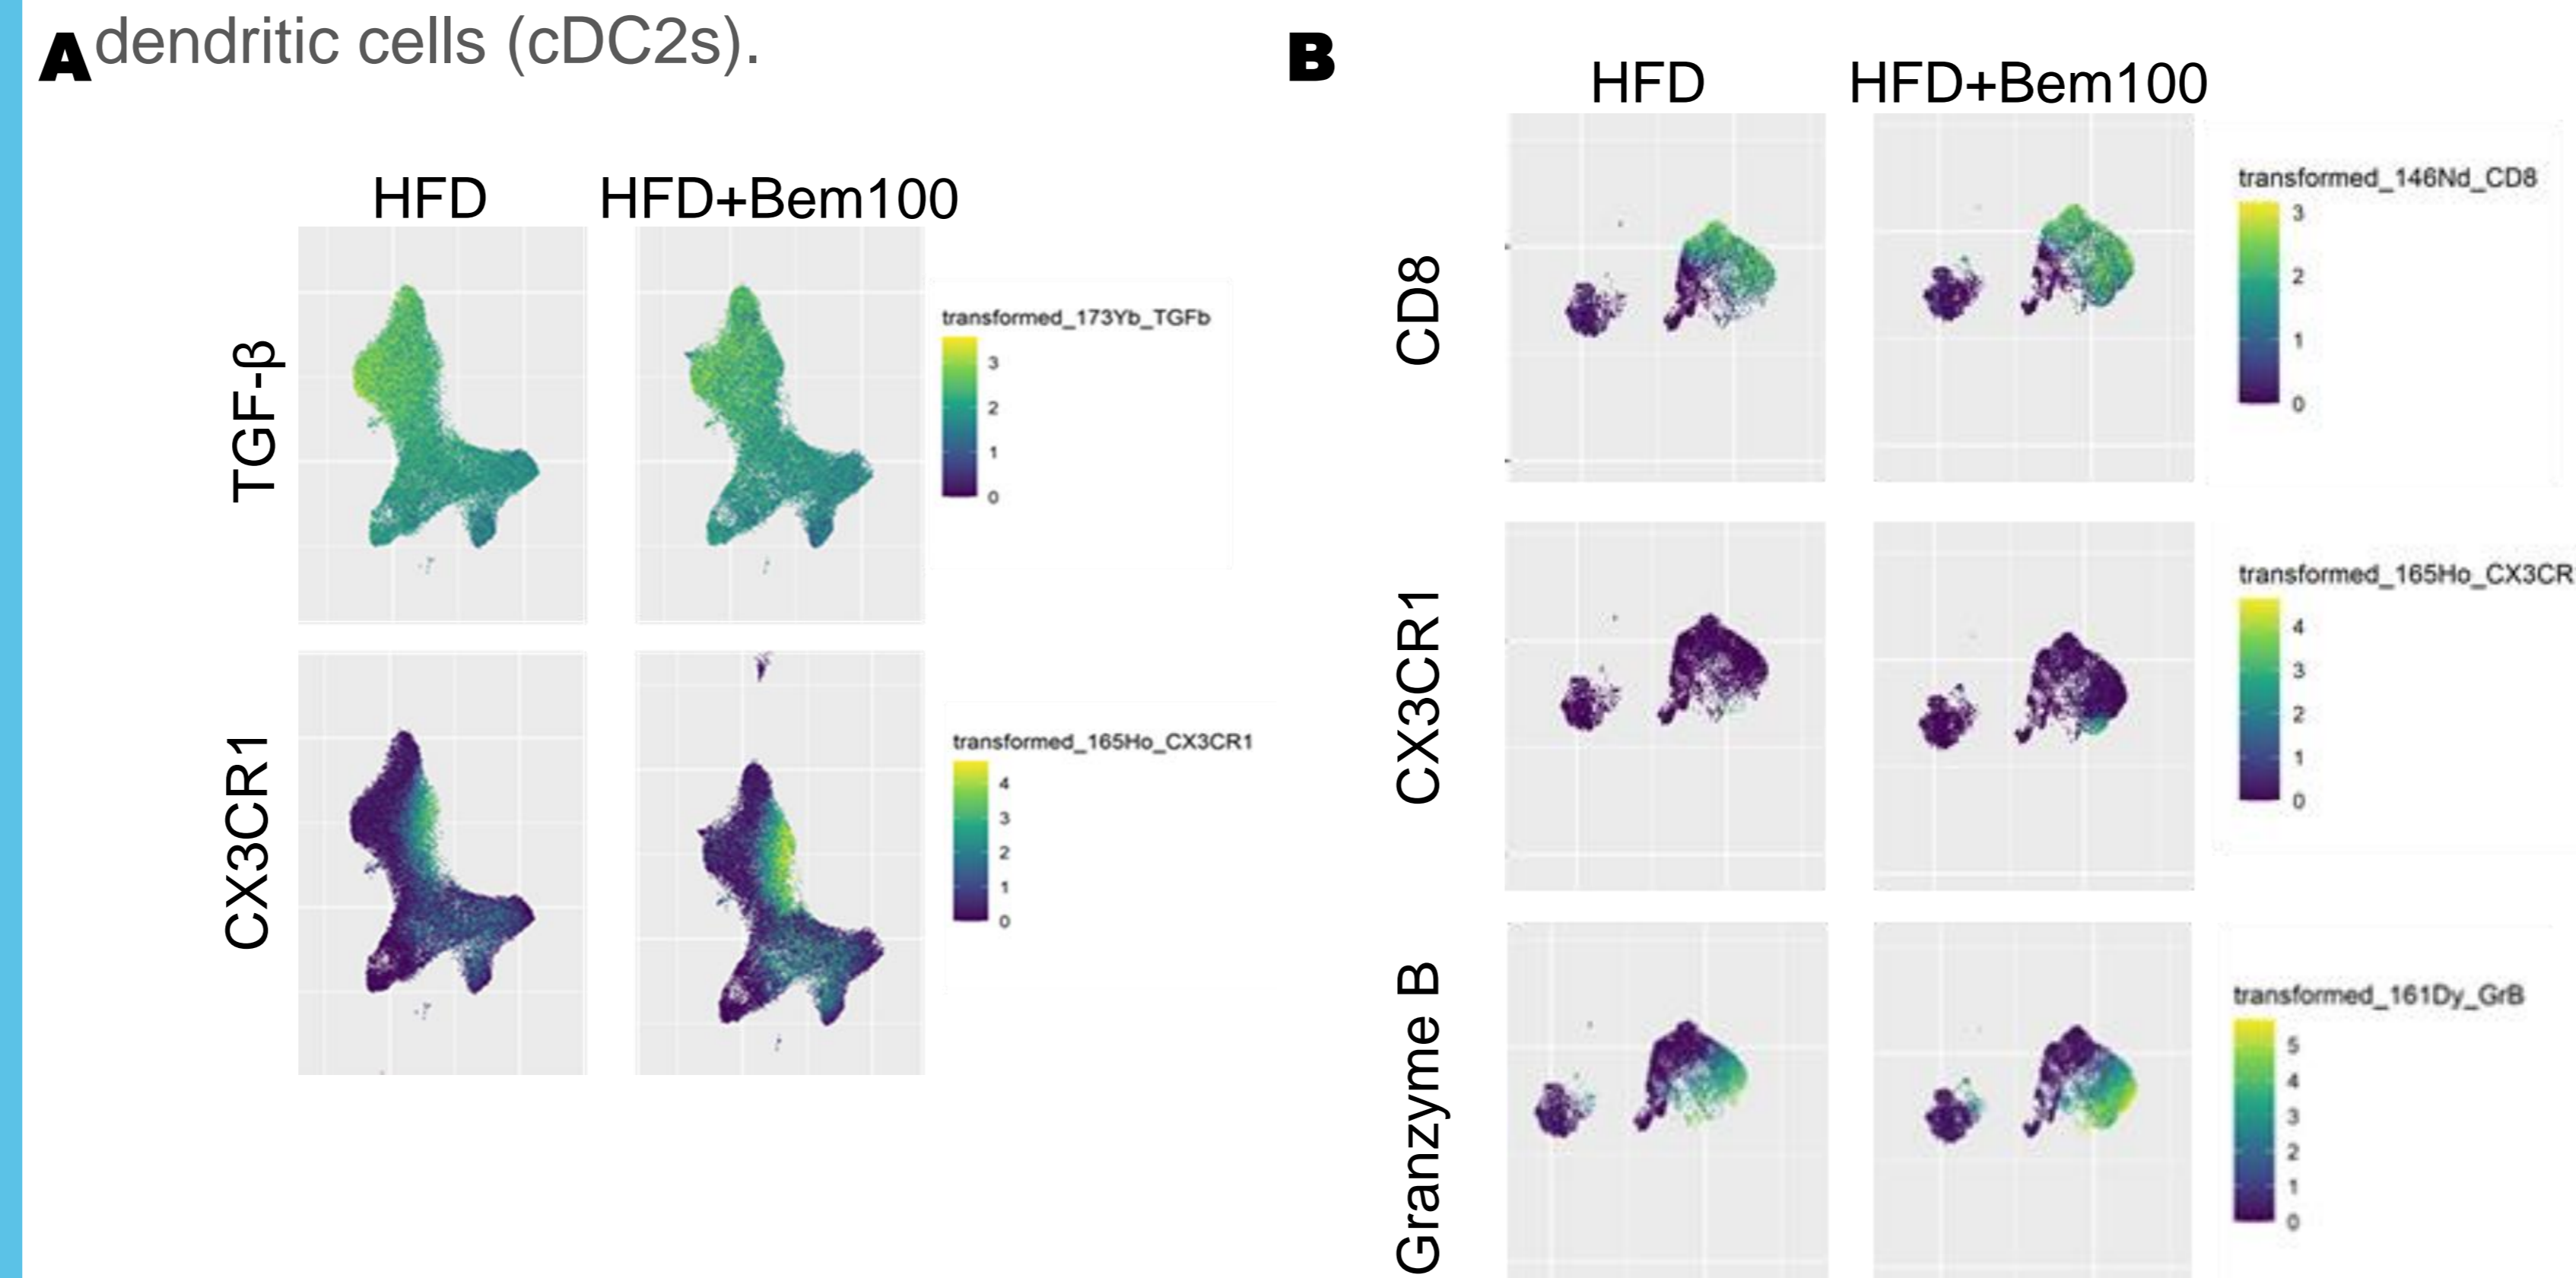 A dendritic cells (cDC2s).
HFD HFD+Bem100
TGF-β
transformed_173Yb_TGFb
3
2
1
0
CX3CR1
transformed_165Ho_CX3CR1
4
3
2
1
0
B
HFD HFD+Bem100
CD8
transformed_146Nd_CD8
3
2
1
0
CX3CR1
transformed_165Ho_CX3CR
4
3
2
1
0
Granzyme B
transformed_161Dy_GrB
5
4
3
2
1
0